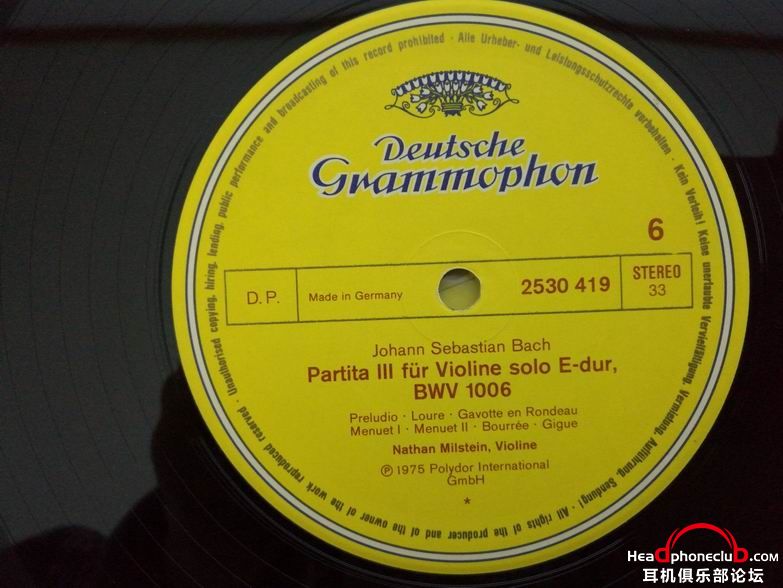 Deutsche
Grammophon
6
D.P.
Made in Germany
2530 419
STEREO
33
Johann Sebastian Bach
Partita III für Violine solo E-dur,
BWV 1006
Preludio · Loure · Gavotte en Rondeau
Menuet I · Menuet II · Bourrée · Gigue
Nathan Milstein, Violine
℗ 1975 Polydor International
GmbH
*
Alle Urheber- und Leistungsschutzrechte vorbehalten · Kein Verleih! Keine unerlaubte Vervielfältigung, Vermietung, Aufführung, Sendung! · All rights of the producer and of the owner of the work reproduced reserved · Unauthorised copying, hiring, lending, public performance and broadcasting of this record prohibited ·
HeadphoneclubD.com
耳机俱乐部论坛